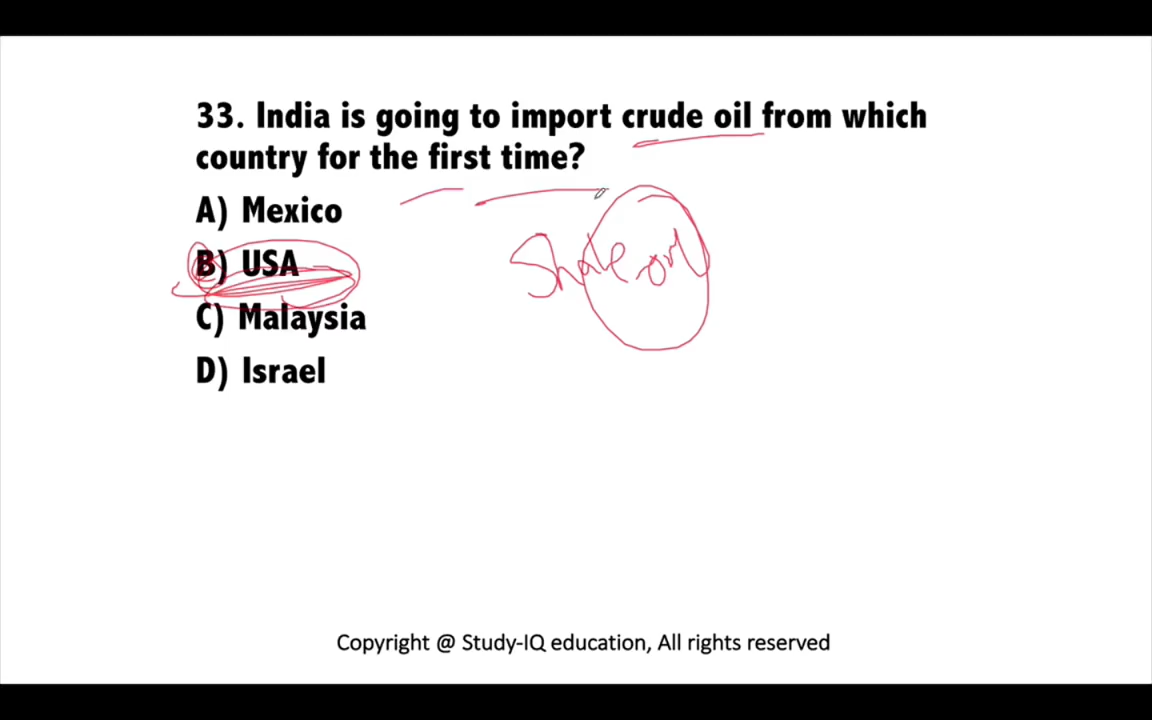 33. India is going to import crude oil from which
country for the first time?
A) Mexico
B) USA
Shale oil
C) Malaysia
D) Israel
Copyright @ Study-IQ education, All rights reserved